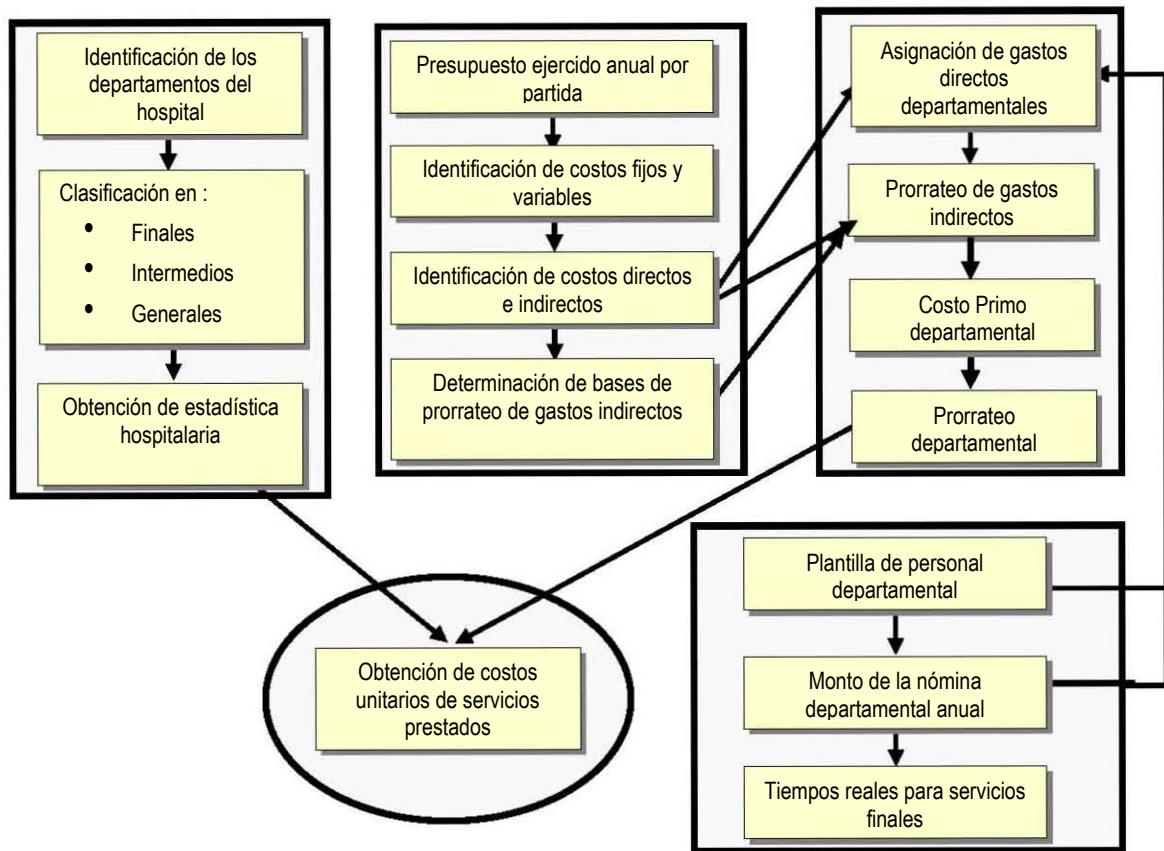 Identificación de los
departamentos del
hospital
Clasificación en :
• Finales
• Intermedios
• Generales
Obtención de estadística
hospitalaria
Presupuesto ejercido anual por
partida
Identificación de costos fijos y
variables
Identificación de costos directos
e indirectos
Determinación de bases de
prorrateo de gastos indirectos
Asignación de gastos
directos
departamentales
Prorrateo de gastos
indirectos
Costo Primo
departamental
Prorrateo
departamental
Plantilla de personal
departamental
Monto de la nómina
departamental anual
Tiempos reales para servicios
finales
Obtención de costos
unitarios de servicios
prestados